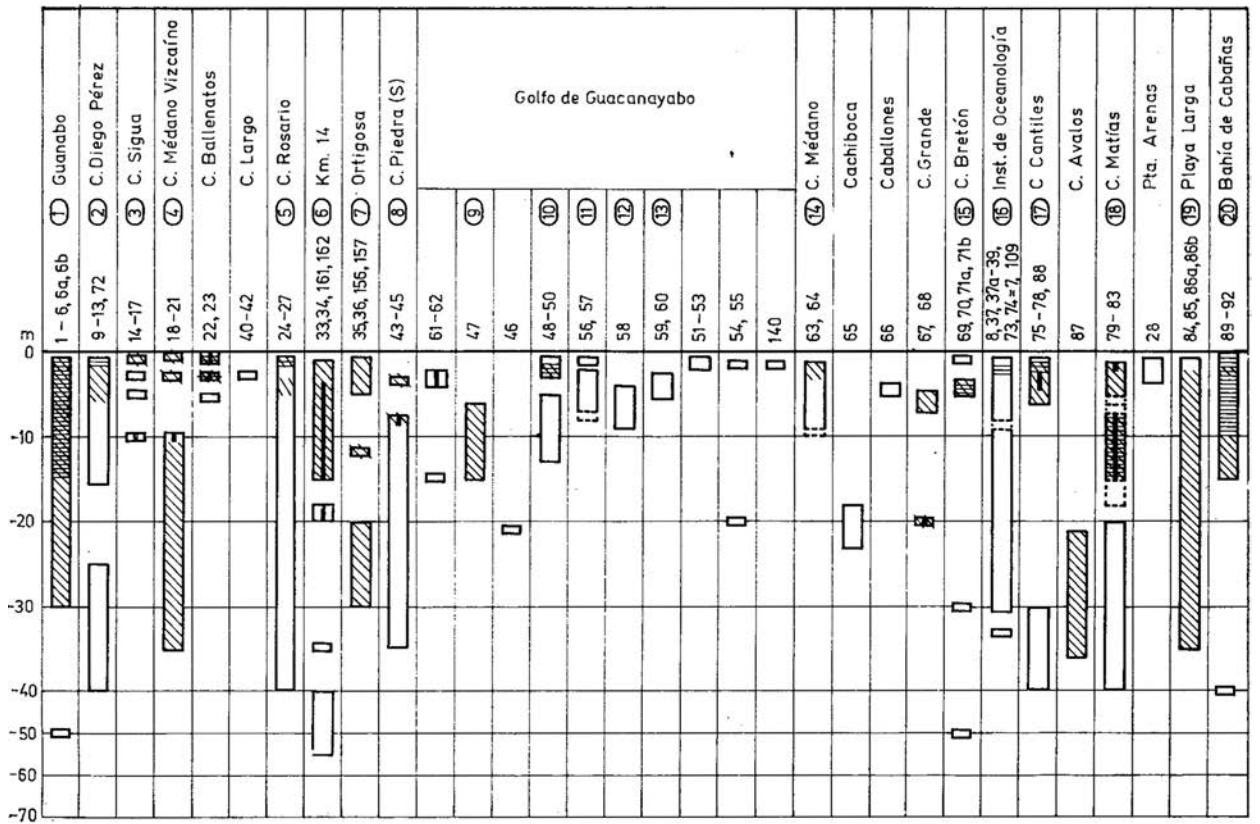 ① Guanabo
1 – 6, 6a, 6b
② C. Diego Pérez
9 – 13, 72
③ C. Sigua
14 – 17
④ C. Médano Vizcaíno
18 – 21
C. Ballenatos
22, 23
C. Largo
40 – 42
⑤ C. Rosario
24 – 27
⑥ Km. 14
33, 34, 161, 162
⑦ Ortigosa
35, 36, 156, 157
⑧ C. Piedra (S)
43 – 45
Golfo de Guacanayabo
61 – 62
⑨
47
46
⑩
48 – 50
⑪
56, 57
⑫
58
⑬
59, 60
51 – 53
54, 55
140
⑭ C. Médano
63, 64
Cachiboca
65
Caballones
66
C. Grande
67, 68
⑮ C. Bretón
69, 70, 71a, 71b
⑯ Inst. de Oceanología
8, 37, 37a – 39,
73, 74 = ?, 109
⑰ C Cantiles
75 – 78, 88
C. Avalos
87
⑱ C. Matías
79 – 83
Pta. Arenas
28
⑲ Playa Larga
84, 85, 86a, 86b
⑳ Bahía de Cabañas
89 – 92
m
0
-10
-20
-30
-40
-50
-60
-70